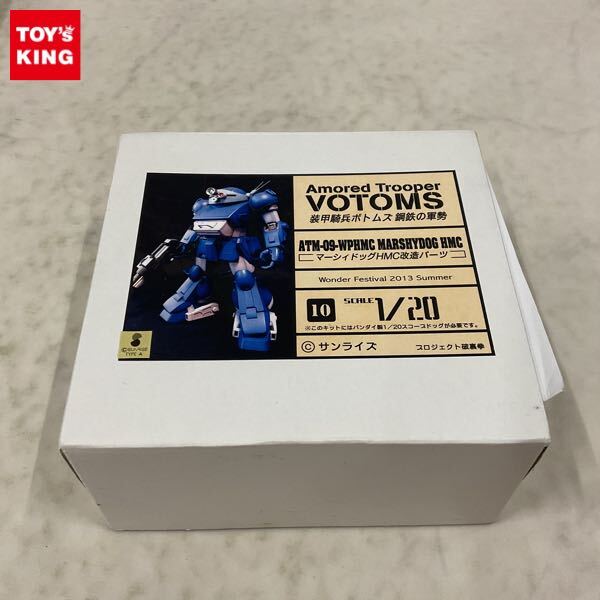 TOY's
KING
Amored Trooper
VOTOMS
装甲騎兵ボトムズ 鋼鉄の軍勢
ATM-09-WPHMC MARSHYDOG HMC
マーシィドッグHMC改造パーツ
Wonder Festival 2013 Summer
10 SCALE 1/20
※このキットにはバンダイ製1/20スコープドッグが必要です。
©サンライズ プロジェクト破裏拳
©SUNRISE
TYPE A